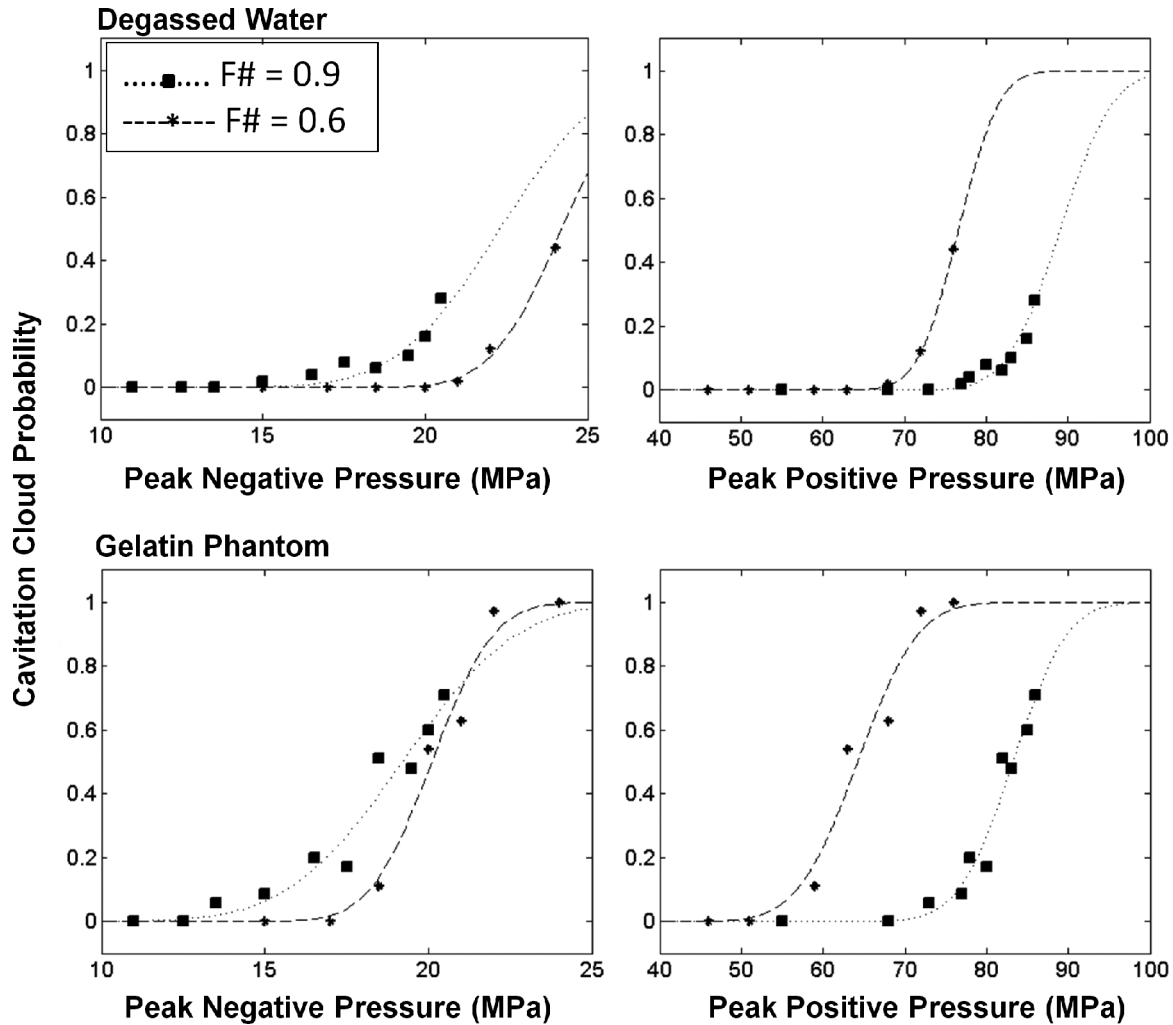 Degassed Water
F# = 0.9
F# = 0.6
1
0.8
0.6
0.4
0.2
0
10 15 20 25
Peak Negative Pressure (MPa)
1
0.8
0.6
0.4
0.2
0
40 50 60 70 80 90 100
Peak Positive Pressure (MPa)
Cavitation Cloud Probability
Gelatin Phantom
1
0.8
0.6
0.4
0.2
0
10 15 20 25
Peak Negative Pressure (MPa)
1
0.8
0.6
0.4
0.2
0
40 50 60 70 80 90 100
Peak Positive Pressure (MPa)